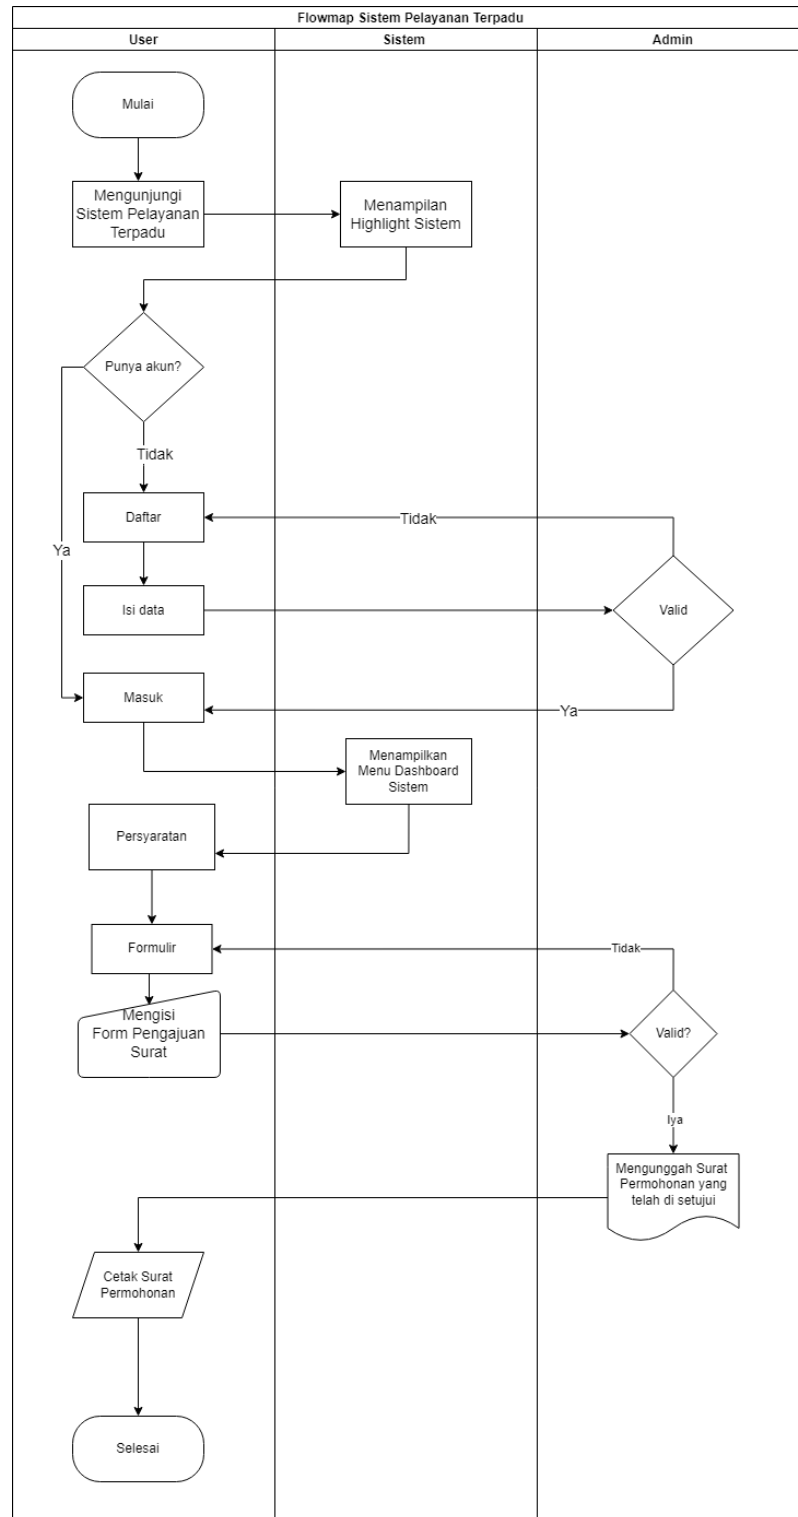 Flowmap Sistem Pelayanan Terpadu
User
Sistem
Admin
Mulai
Mengunjungi
Sistem Pelayanan
Terpadu
Menampilan
Highlight Sistem
Punya akun?
Tidak
Ya
Daftar
Tidak
Isi data
Valid
Masuk
Ya
Menampilkan
Menu Dashboard
Sistem
Persyaratan
Formulir
Tidak
Mengisi
Form Pengajuan
Surat
Valid?
Iya
Mengunggah Surat
Permohonan yang
telah di setujui
Cetak Surat
Permohonan
Selesai